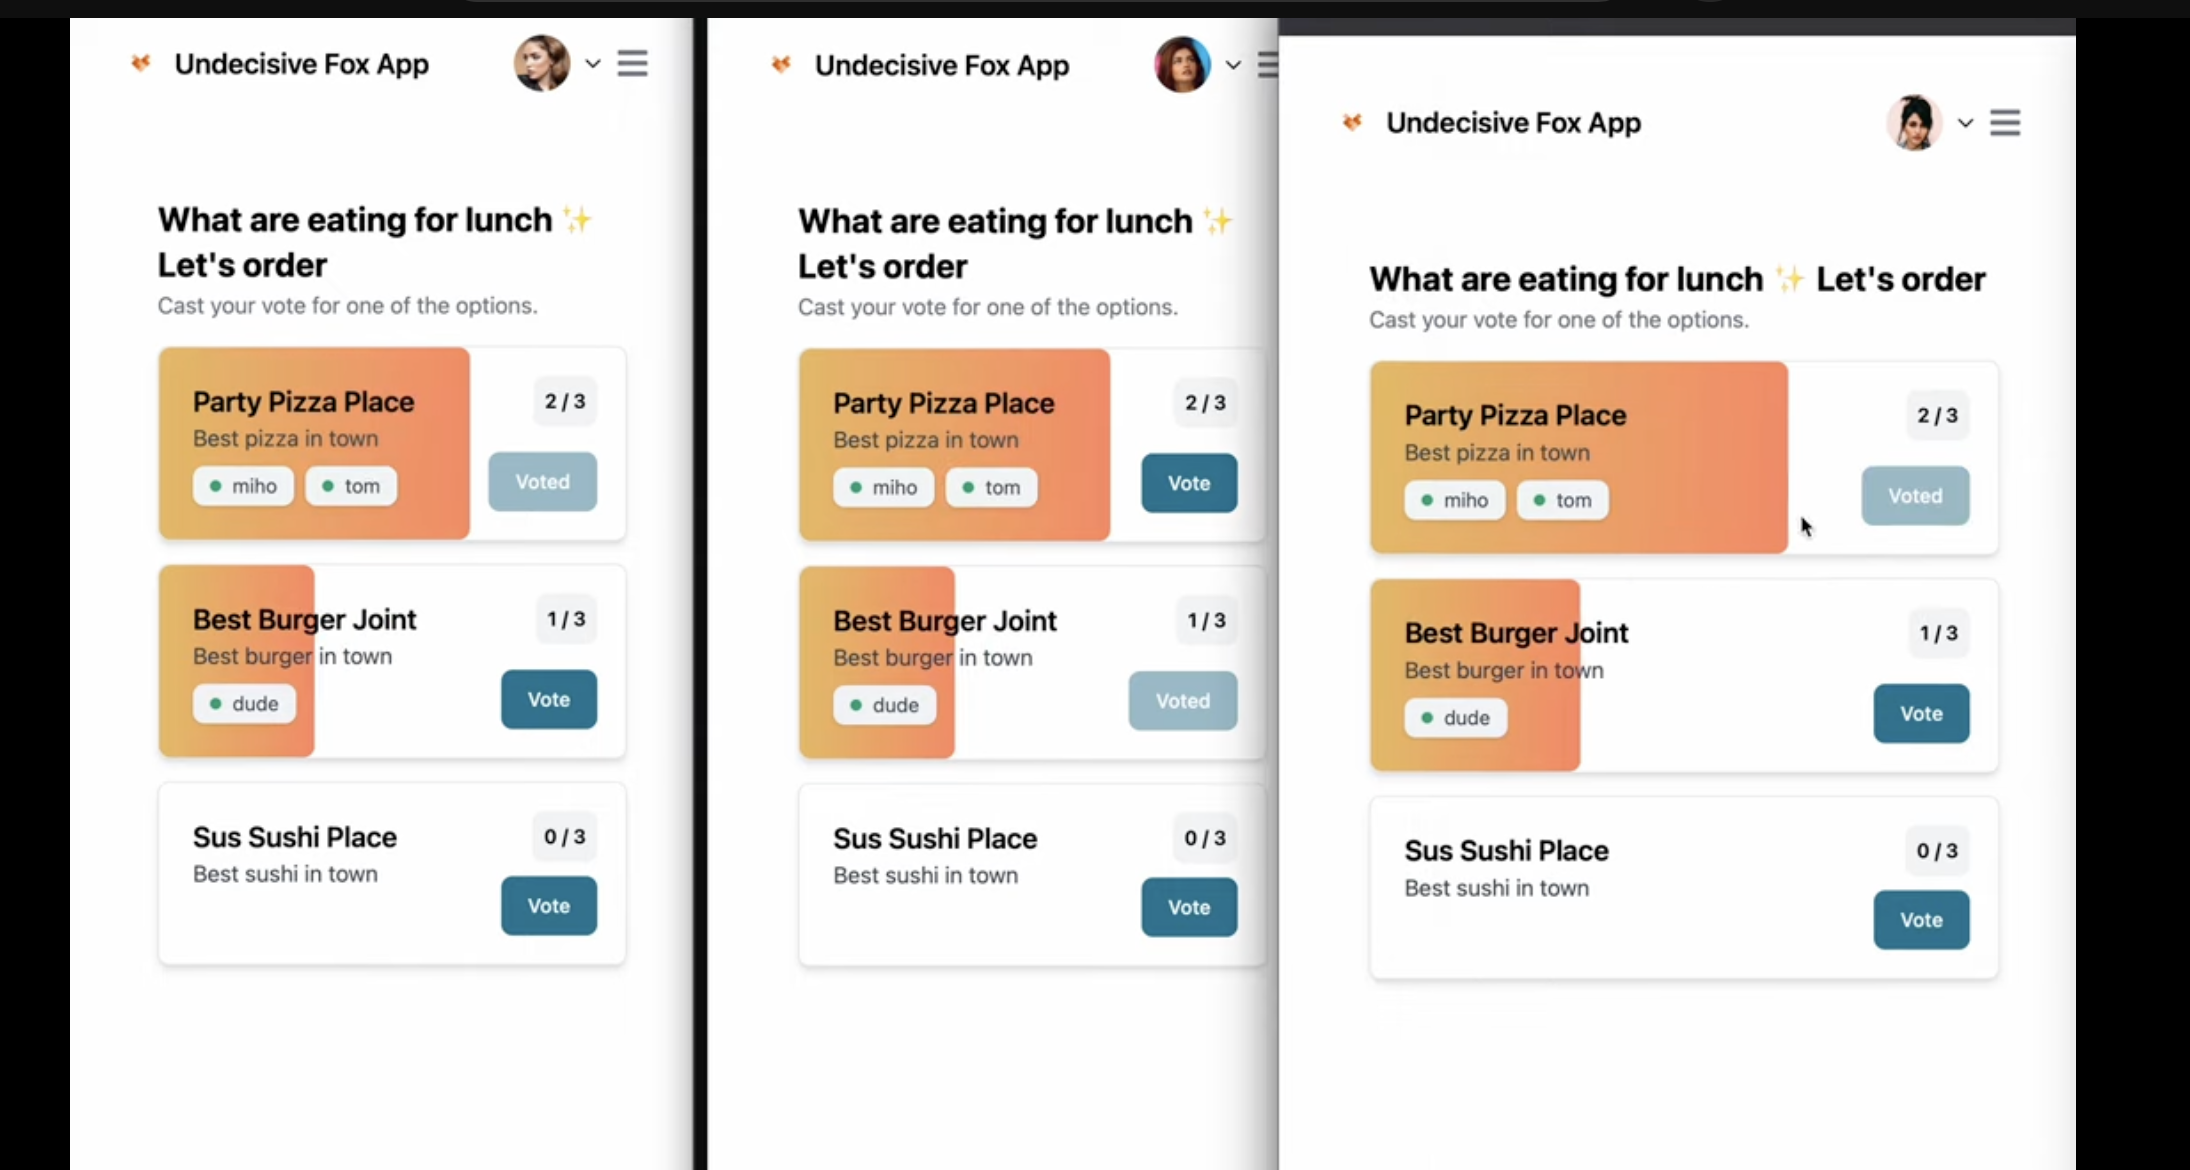 Undecisive Fox App
What are eating for lunch ✨
Let's order
Cast your vote for one of the options.
Party Pizza Place
2 / 3
Best pizza in town
miho
tom
Voted
Best Burger Joint
1 / 3
Best burger in town
dude
Vote
Sus Sushi Place
0 / 3
Best sushi in town
Vote
Undecisive Fox App
What are eating for lunch ✨
Let's order
Cast your vote for one of the options.
Party Pizza Place
2 / 3
Best pizza in town
miho
tom
Vote
Best Burger Joint
1 / 3
Best burger in town
dude
Voted
Sus Sushi Place
0 / 3
Best sushi in town
Vote
Undecisive Fox App
What are eating for lunch ✨ Let's order
Cast your vote for one of the options.
Party Pizza Place
2 / 3
Best pizza in town
miho
tom
Voted
Best Burger Joint
1 / 3
Best burger in town
dude
Vote
Sus Sushi Place
0 / 3
Best sushi in town
Vote